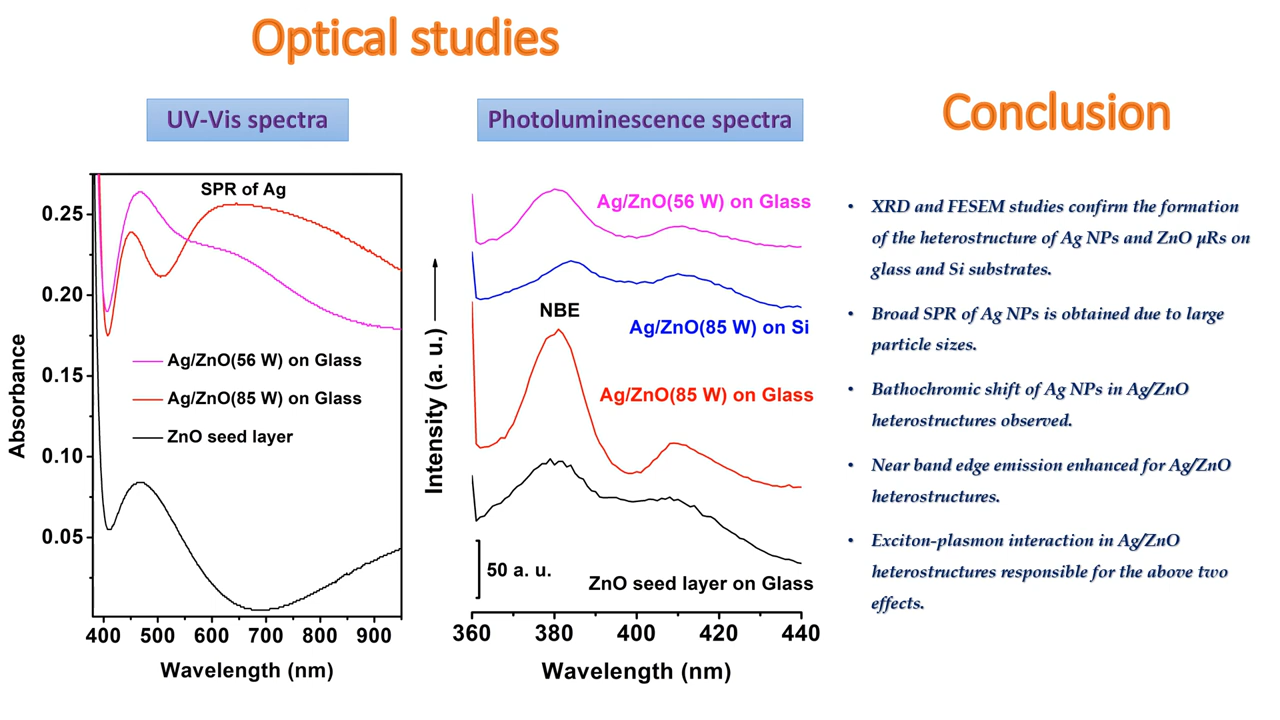 Optical studies
UV-Vis spectra
SPR of Ag
0.25
0.20
0.15
0.10
0.05
Absorbance
Ag/ZnO(56 W) on Glass
Ag/ZnO(85 W) on Glass
ZnO seed layer
400 500 600 700 800 900
Wavelength (nm)
Photoluminescence spectra
Intensity (a. u.)
Ag/ZnO(56 W) on Glass
NBE
Ag/ZnO(85 W) on Si
Ag/ZnO(85 W) on Glass
50 a. u.
ZnO seed layer on Glass
360 380 400 420 440
Wavelength (nm)
Conclusion
• XRD and FESEM studies confirm the formation
of the heterostructure of Ag NPs and ZnO µRs on
glass and Si substrates.
• Broad SPR of Ag NPs is obtained due to large
particle sizes.
• Bathochromic shift of Ag NPs in Ag/ZnO
heterostructures observed.
• Near band edge emission enhanced for Ag/ZnO
heterostructures.
• Exciton-plasmon interaction in Ag/ZnO
heterostructures responsible for the above two
effects.